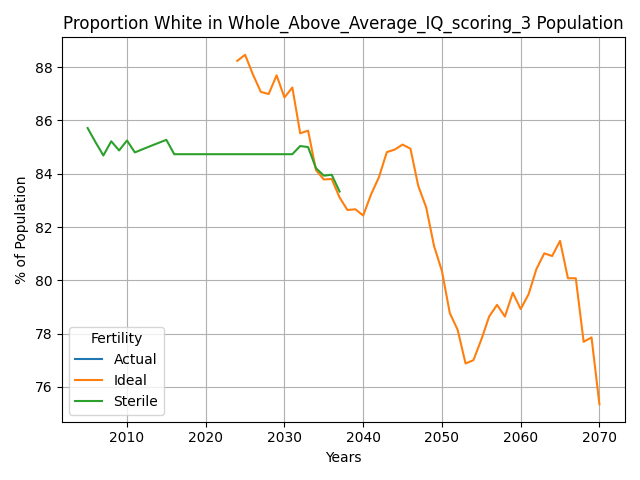 Proportion White in Whole_Above_Average_IQ_scoring_3 Population
% of Population
88
86
84
82
80
78
76
Fertility
Actual
Ideal
Sterile
2010 2020 2030 2040 2050 2060 2070
Years